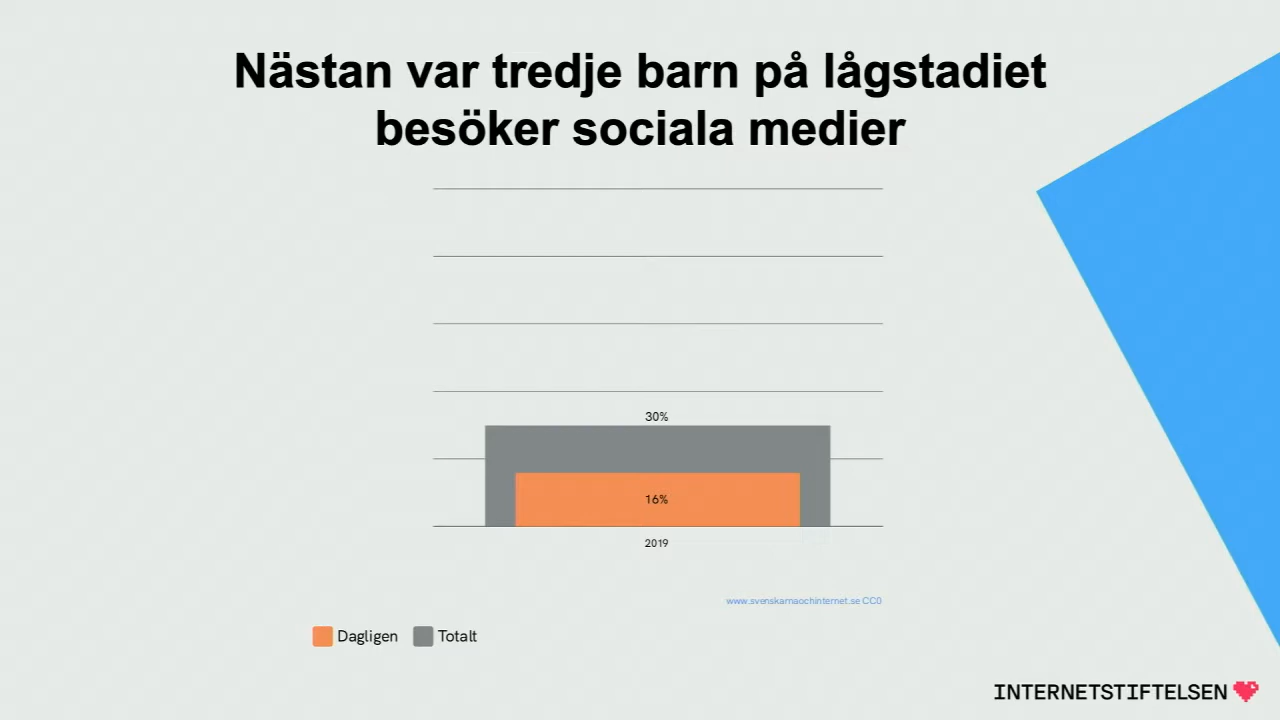 Nästan var tredje barn på lågstadiet
besöker sociala medier
30%
16%
2019
www.svenskarnaochinternet.se CC0
Dagligen Totalt
INTERNETSTIFTELSEN